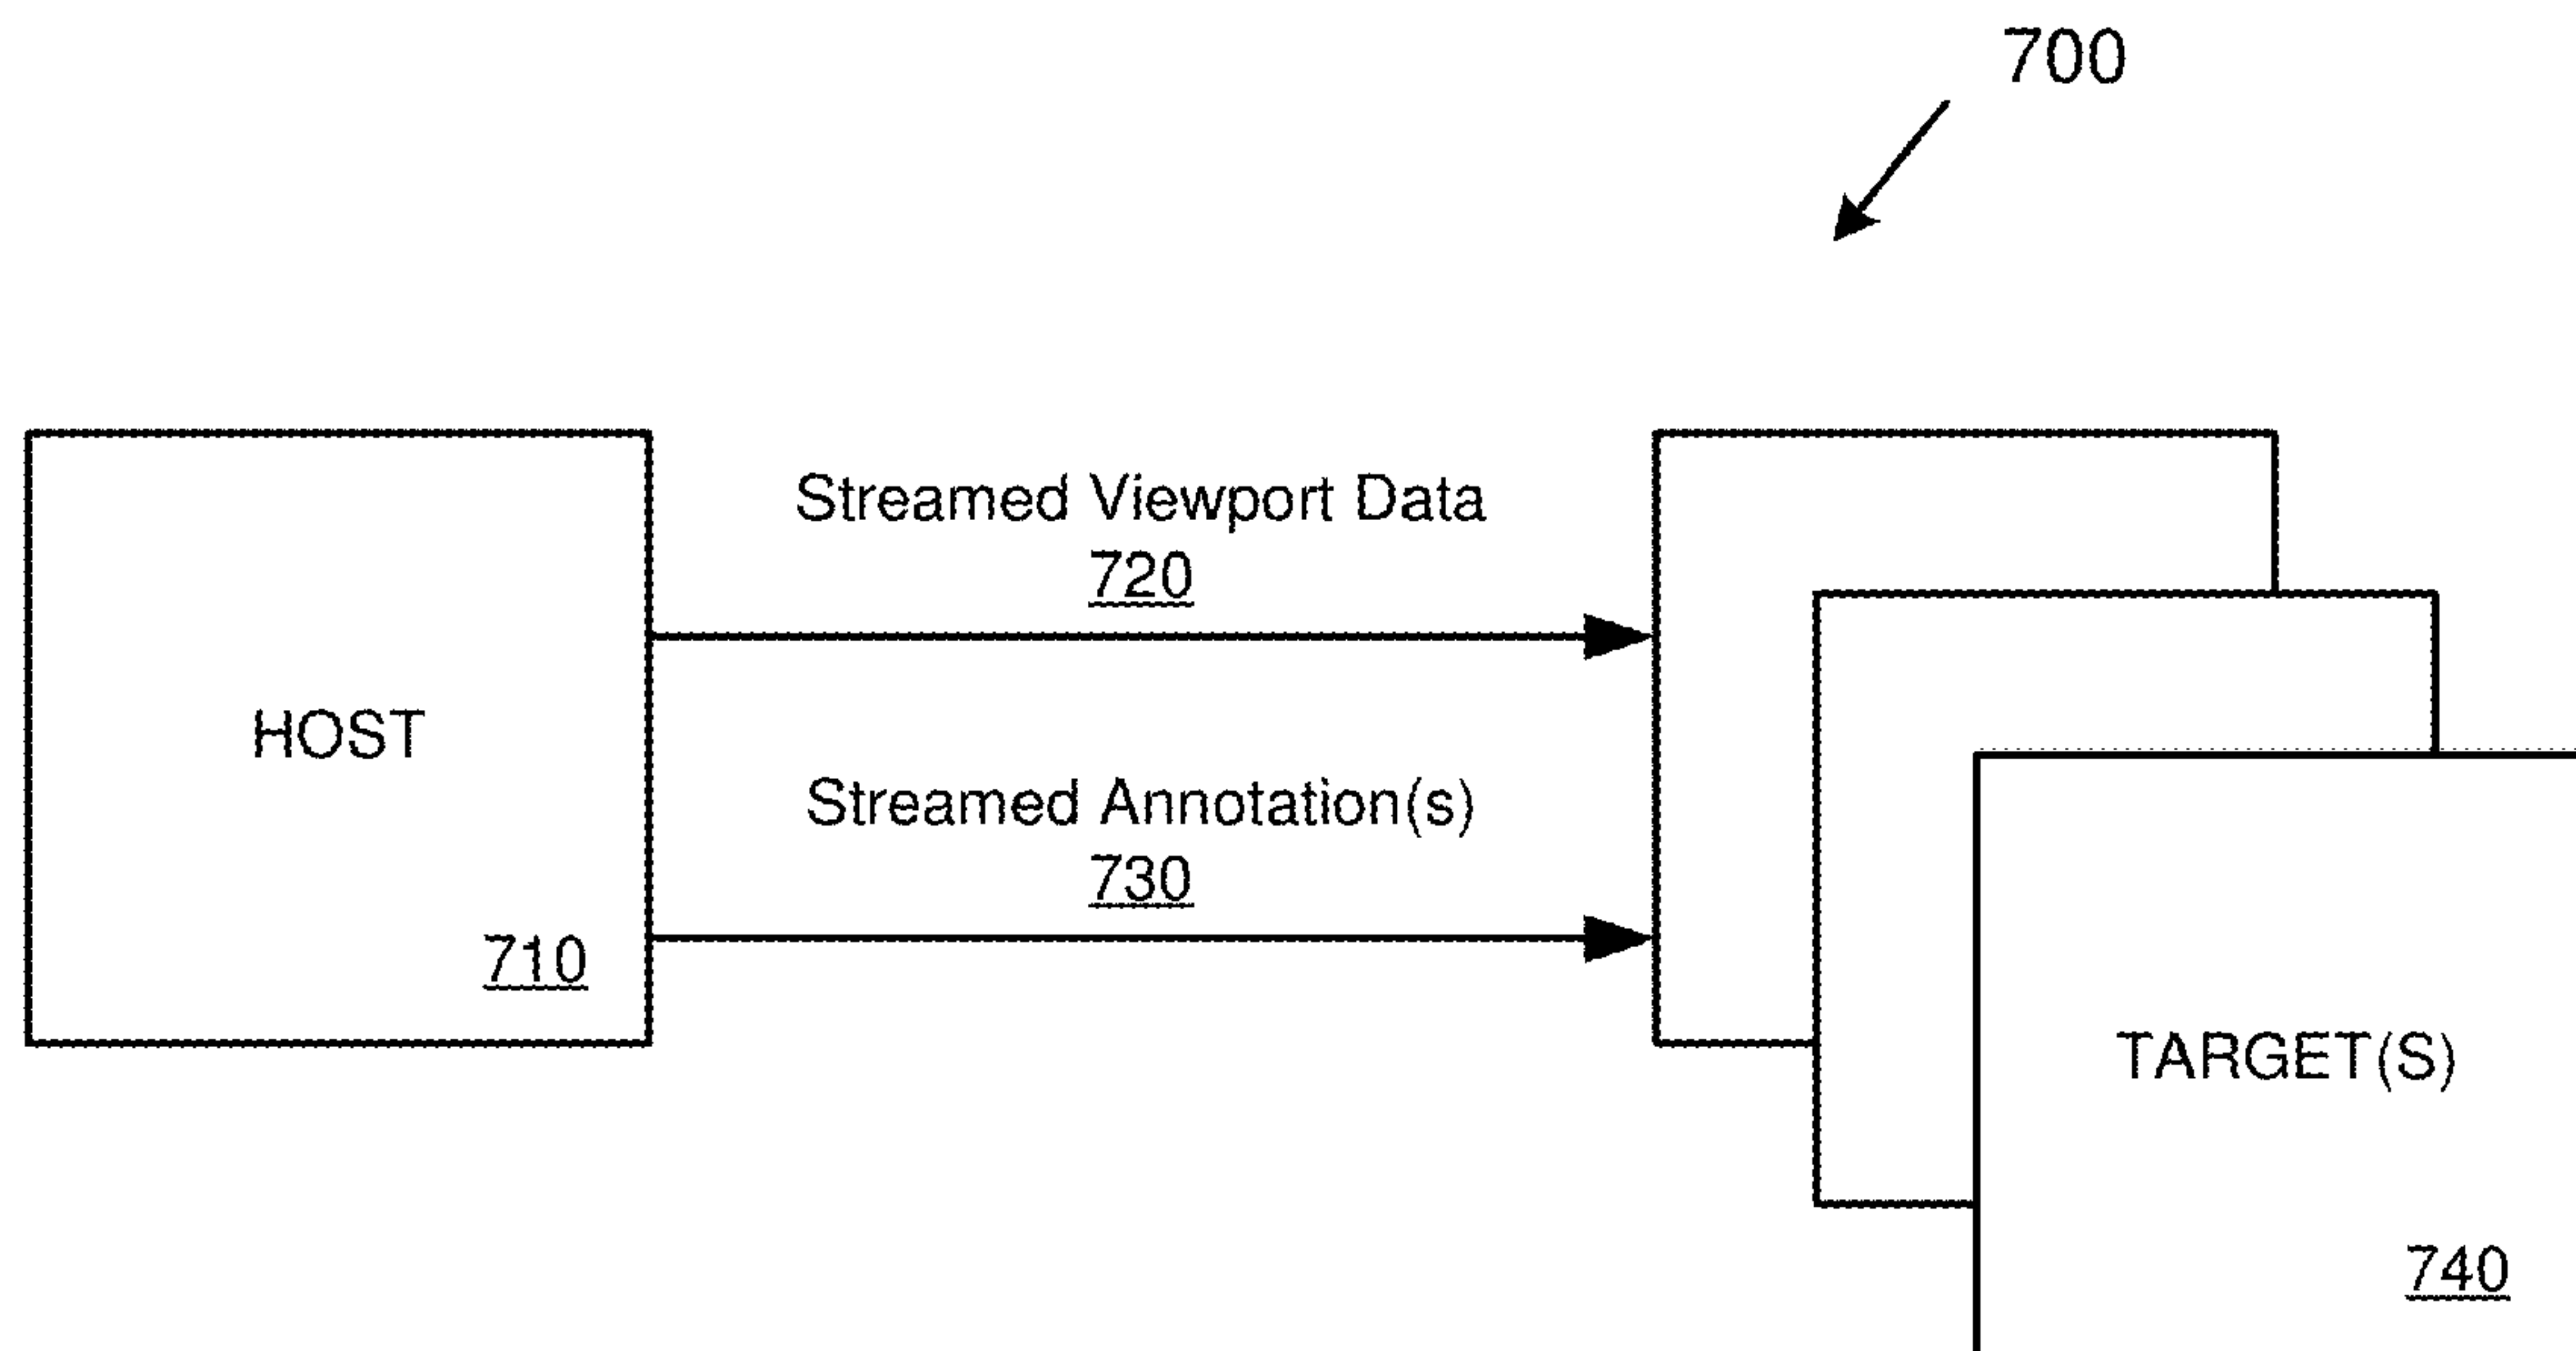 700
Streamed Viewport Data
720
HOST
Streamed Annotation(s)
730
710
TARGET(S)
740